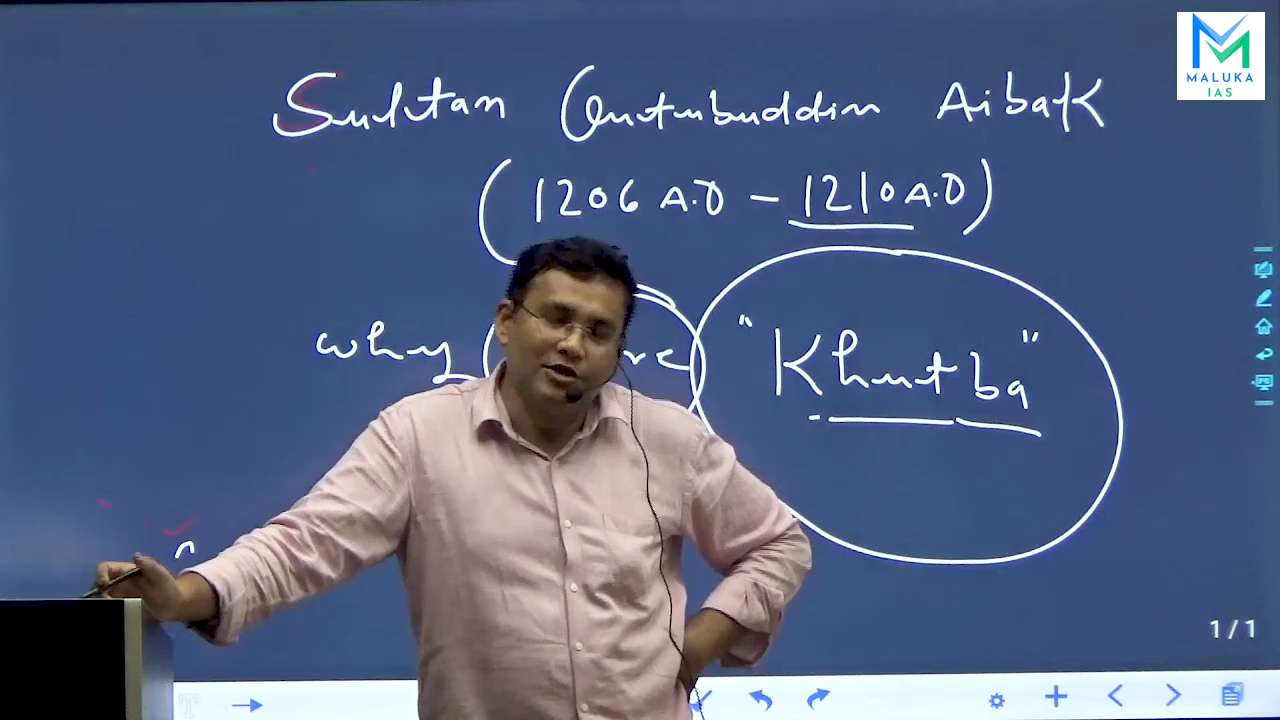 MALUKA
IAS
Sultan Qutubuddin Aibak
(1206 A.D - 1210 A.D)
why
"Khutba"
1/1